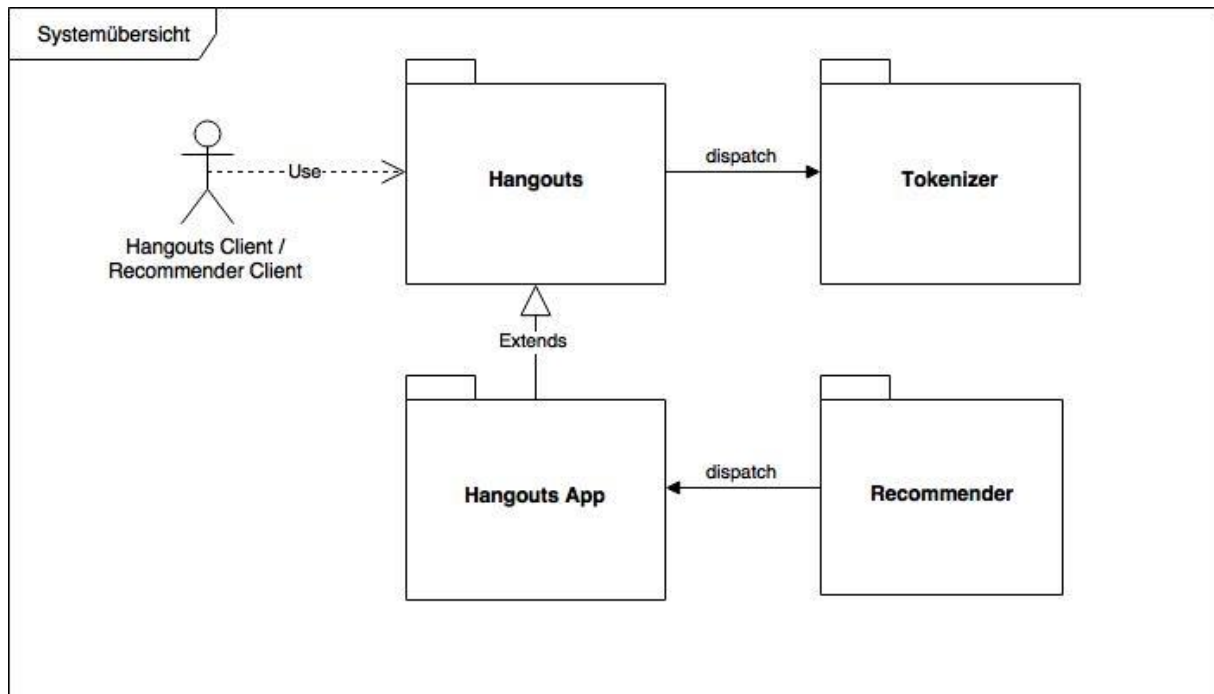 Systemübersicht
Use
Hangouts
dispatch
Tokenizer
Hangouts Client /
Recommender Client
Extends
Hangouts App
dispatch
Recommender